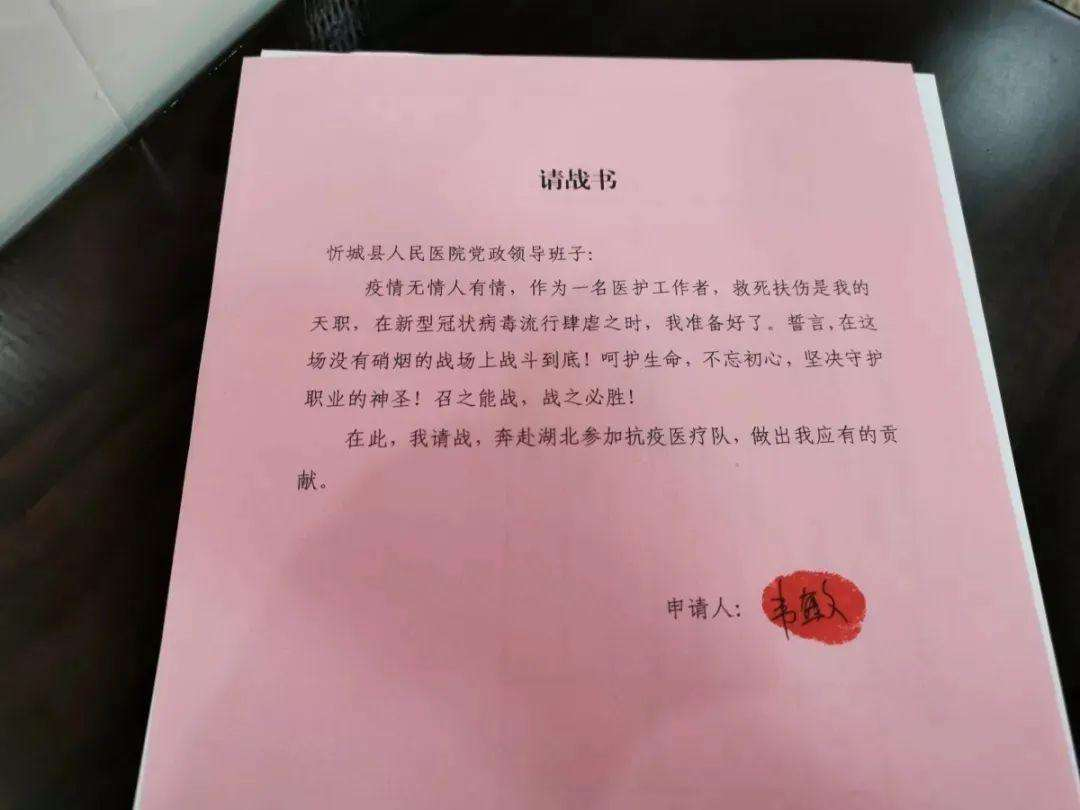 请战书
忻城县人民医院党政领导班子：
疫情无情人有情，作为一名医护工作者，救死扶伤是我的
天职，在新型冠状病毒流行肆虐之时，我准备好了。誓言,在这
场没有硝烟的战场上战斗到底！呵护生命，不忘初心，坚决守护
职业的神圣！召之能战，战之必胜！
在此，我请战，奔赴湖北参加抗疫医疗队，做出我应有的贡
献。
申请人：韦